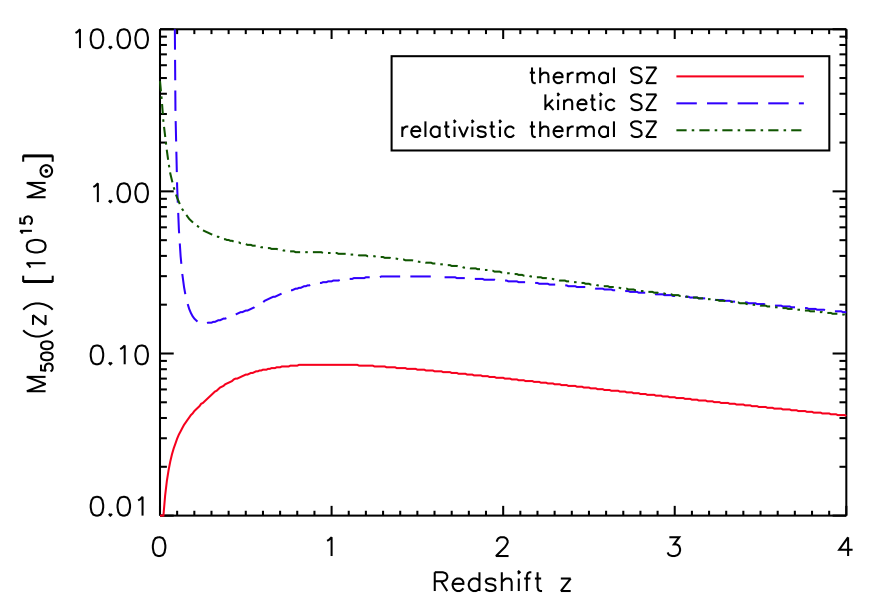 10.00
1.00
0.10
0.01
M500(z) [10^15 M☉]
thermal SZ
kinetic SZ
relativistic thermal SZ
0 1 2 3 4
Redshift z